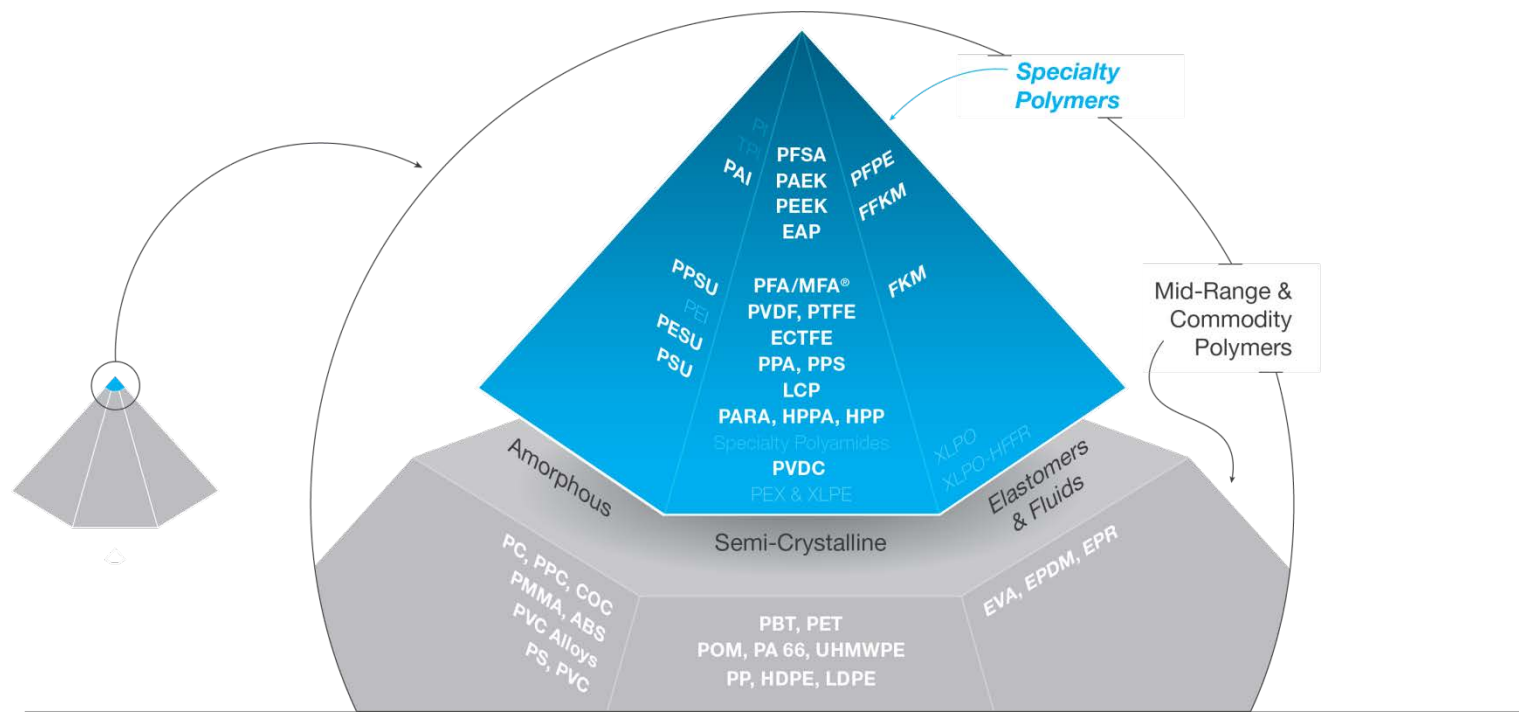 Specialty
Polymers
PI
TPI
PAI
PPSU
PEI
PESU
PSU
PFSA
PAEK
PEEK
EAP
PFA/MFA®
PVDF, PTFE
ECTFE
PPA, PPS
LCP
PARA, HPPA, HPP
Specialty Polyamides
PVDC
PEX & XLPE
PFPE
FFKM
FKM
XLPO
XLPO-HFFR
Mid-Range &
Commodity
Polymers
Amorphous
Semi-Crystalline
Elastomers
& Fluids
PC, PPC, COC
PMMA, ABS
PVC Alloys
PS, PVC
PBT, PET
POM, PA 66, UHMWPE
PP, HDPE, LDPE
EVA, EPDM, EPR